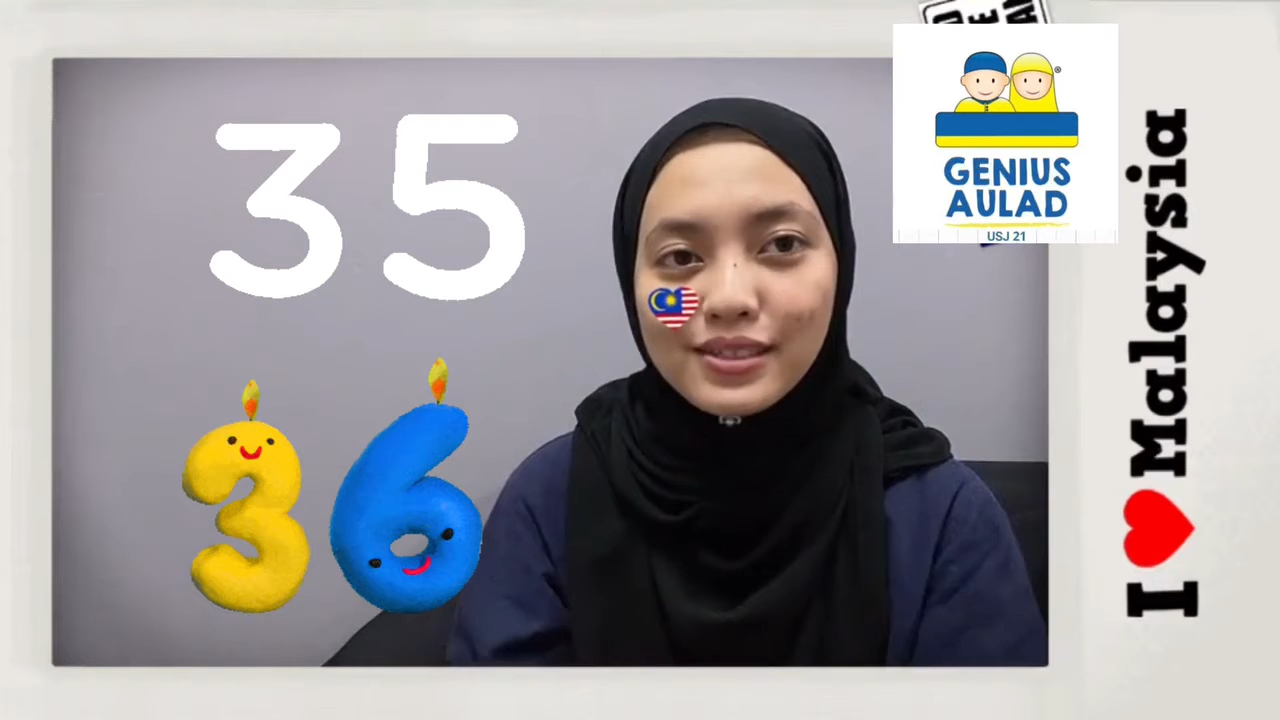 35
36
GENIUS
AULAD
USJ 21
I ❤ Malaysia